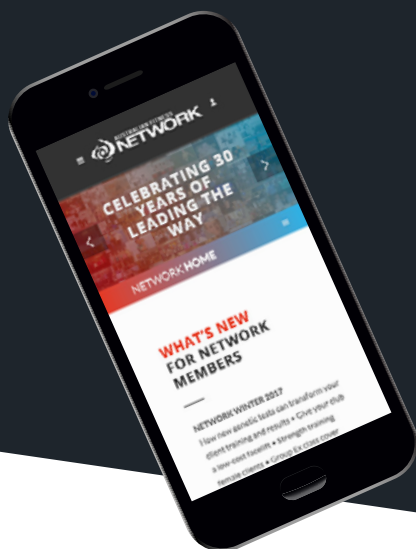 AUSTRALIAN FITNESS
NETWORK
CELEBRATING 30
YEARS OF
LEADING THE
WAY
NETWORK HOME
WHAT'S NEW
FOR NETWORK
MEMBERS
NETWORK WINTER 2017
How new genetic tests can transform your
client training and results • Give your club
a low-cost facelift • Strength training
female clients • Group Ex class cover